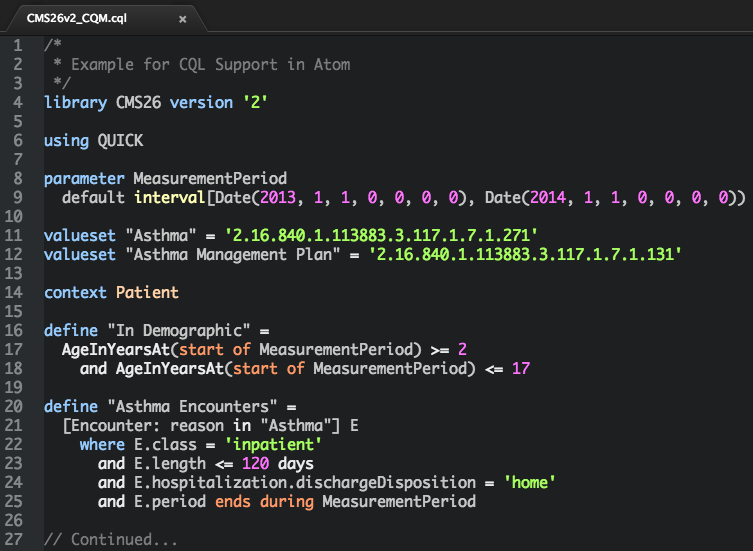 CMS26v2_CQM.cql ×
1 /*
2  * Example for CQL Support in Atom
3  */
4 library CMS26 version '2'
5
6 using QUICK
7
8 parameter MeasurementPeriod
9   default interval[Date(2013, 1, 1, 0, 0, 0, 0), Date(2014, 1, 1, 0, 0, 0, 0))
10
11 valueset "Asthma" = '2.16.840.1.113883.3.117.1.7.1.271'
12 valueset "Asthma Management Plan" = '2.16.840.1.113883.3.117.1.7.1.131'
13
14 context Patient
15
16 define "In Demographic" =
17   AgeInYearsAt(start of MeasurementPeriod) >= 2
18     and AgeInYearsAt(start of MeasurementPeriod) <= 17
19
20 define "Asthma Encounters" =
21   [Encounter: reason in "Asthma"] E
22     where E.class = 'inpatient'
23       and E.length <= 120 days
24       and E.hospitalization.dischargeDisposition = 'home'
25       and E.period ends during MeasurementPeriod
26
27 // Continued...